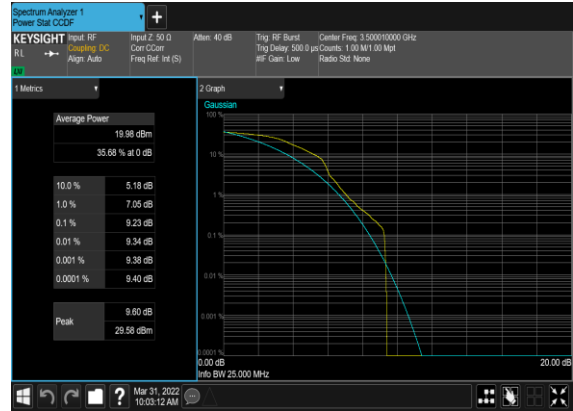 Spectrum Analyzer 1
Power Stat CCDF
+
KEYSIGHT Input: RF Input Z: 50 Ω Atten: 40 dB Trig: RF Burst Center Freq: 3.500010000 GHz
RL Coupling: DC Corr CCorr Trig Delay: 500.0 µs Counts: 1.00 M/1.00 Mpt
Align: Auto Freq Ref: Int (S) #IF Gain: Low Radio Std: None
LXI
1 Metrics
2 Graph
Average Power
19.98 dBm
35.68 % at 0 dB
10.0 % 5.18 dB
1.0 % 7.05 dB
0.1 % 9.23 dB
0.01 % 9.34 dB
0.001 % 9.38 dB
0.0001 % 9.40 dB
Peak 9.60 dB
29.58 dBm
Gaussian
100 %
10 %
1 %
0.1 %
0.01 %
0.001 %
0.0001 %
0.00 dB 20.00 dB
Info BW 25.000 MHz
? Mar 31, 2022
10:03:12 AM